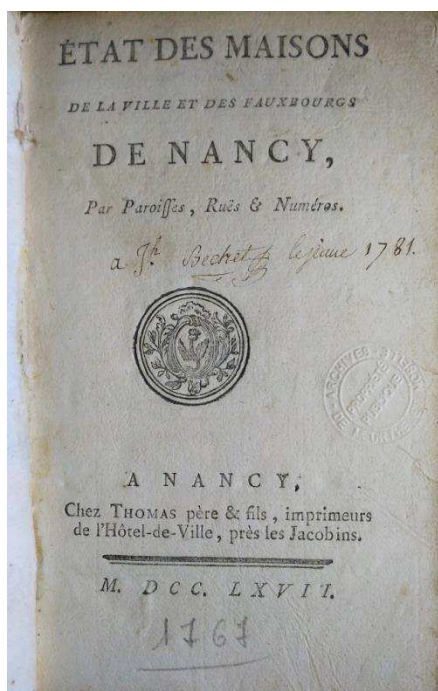 ÉTAT DES MAISONS
DE LA VILLE ET DES FAUXBOURGS
DE NANCY,
Par Paroiſſes, Ruës & Numéros.
a Jh. Bechet le jeune 1781.
A NANCY,
Chez THOMAS père & fils, imprimeurs
de l'Hôtel-de-Ville, près les Jacobins.
M. DCC. LXVII.
1767